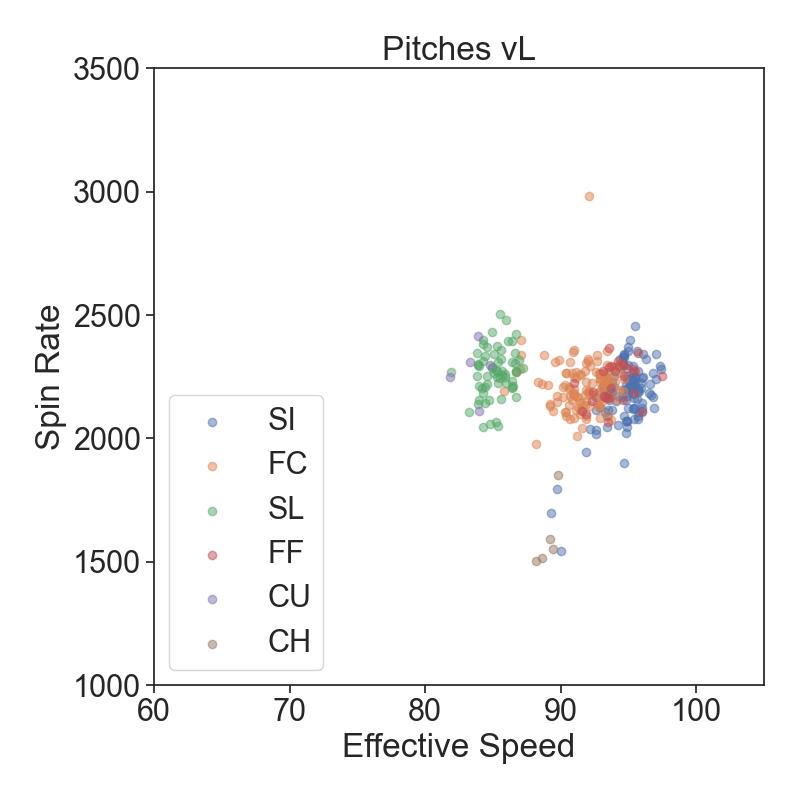 Pitches vL
3500
3000
2500
2000
1500
1000
Spin Rate
SI
FC
SL
FF
CU
CH
60
70
80
90
100
Effective Speed